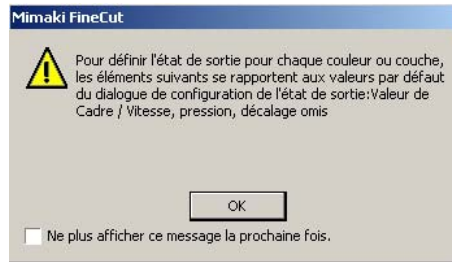 Mimaki FineCut
Pour définir l'état de sortie pour chaque couleur ou couche,
les éléments suivants se rapportent aux valeurs par défaut
du dialogue de configuration de l'état de sortie:Valeur de
Cadre / Vitesse, pression, décalage omis
OK
Ne plus afficher ce message la prochaine fois.